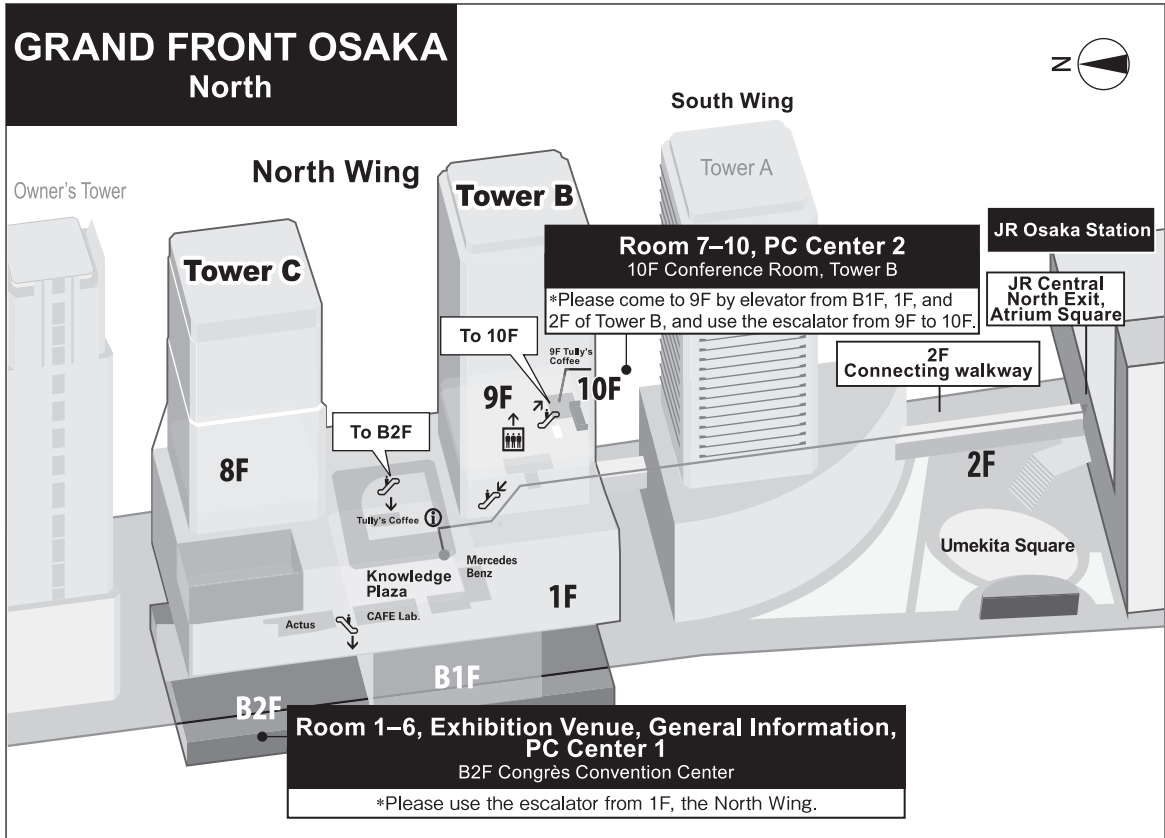 GRAND FRONT OSAKA
North
N
South Wing
Tower A
Owner's Tower
North Wing
Tower B
Tower C
JR Osaka Station
Room 7–10, PC Center 2
10F Conference Room, Tower B
*Please come to 9F by elevator from B1F, 1F, and
2F of Tower B, and use the escalator from 9F to 10F.
JR Central
North Exit,
Atrium Square
To 10F
9F Tully's
Coffee
2F
Connecting walkway
9F
10F
To B2F
8F
2F
Tully's Coffee
i
Umekita Square
Mercedes
Benz
Knowledge
Plaza
1F
CAFE Lab.
Actus
B1F
B2F
Room 1–6, Exhibition Venue, General Information,
PC Center 1
B2F Congrès Convention Center
*Please use the escalator from 1F, the North Wing.